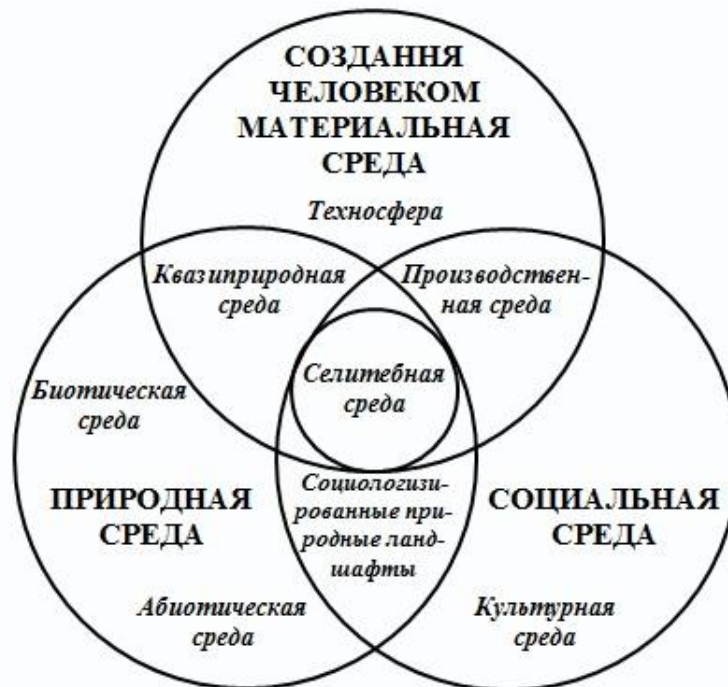 СОЗДАННЯ
ЧЕЛОВЕКОМ
МАТЕРИАЛЬНАЯ
СРЕДА
Техносфера
Квазиприродная
среда
Производствен-
ная среда
Селитебная
среда
Биотическая
среда
ПРИРОДНАЯ
СРЕДА
Социологизи-
рованные при-
родные ланд-
шафты
СОЦИАЛЬНАЯ
СРЕДА
Абиотическая
среда
Культурная
среда